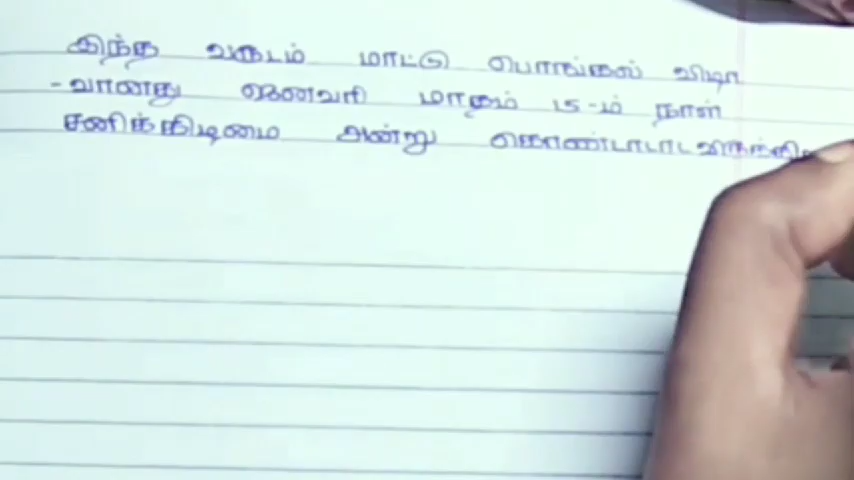 இந்த வருடம் மாட்டு பொங்கல் விழா
-வானது ஜனவரி மாதம் 15-ம் நாள்
சனிக்கிழமை அன்று